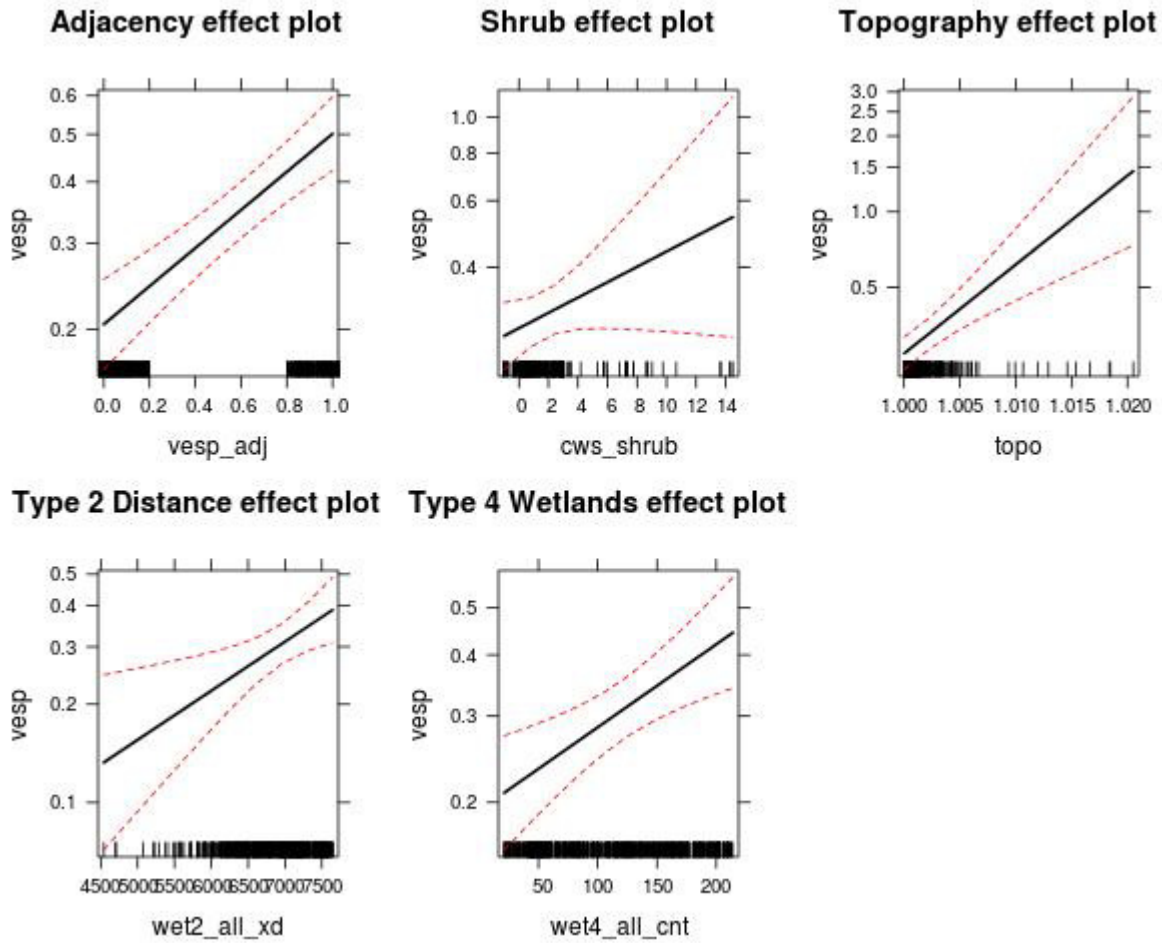 Adjacency effect plot
0.6
0.5
0.4
0.3
0.2
vesp
0.0 0.2 0.4 0.6 0.8 1.0
vesp_adj
Shrub effect plot
1.0
0.8
0.6
0.4
vesp
0 2 4 6 8 10 12 14
cws_shrub
Topography effect plot
3.0
2.5
2.0
1.5
1.0
0.5
vesp
1.000 1.005 1.010 1.015 1.020
topo
Type 2 Distance effect plot
0.5
0.4
0.3
0.2
0.1
vesp
4500 5000 5500 6000 6500 7000 7500
wet2_all_xd
Type 4 Wetlands effect plot
0.5
0.4
0.3
0.2
vesp
50 100 150 200
wet4_all_cnt